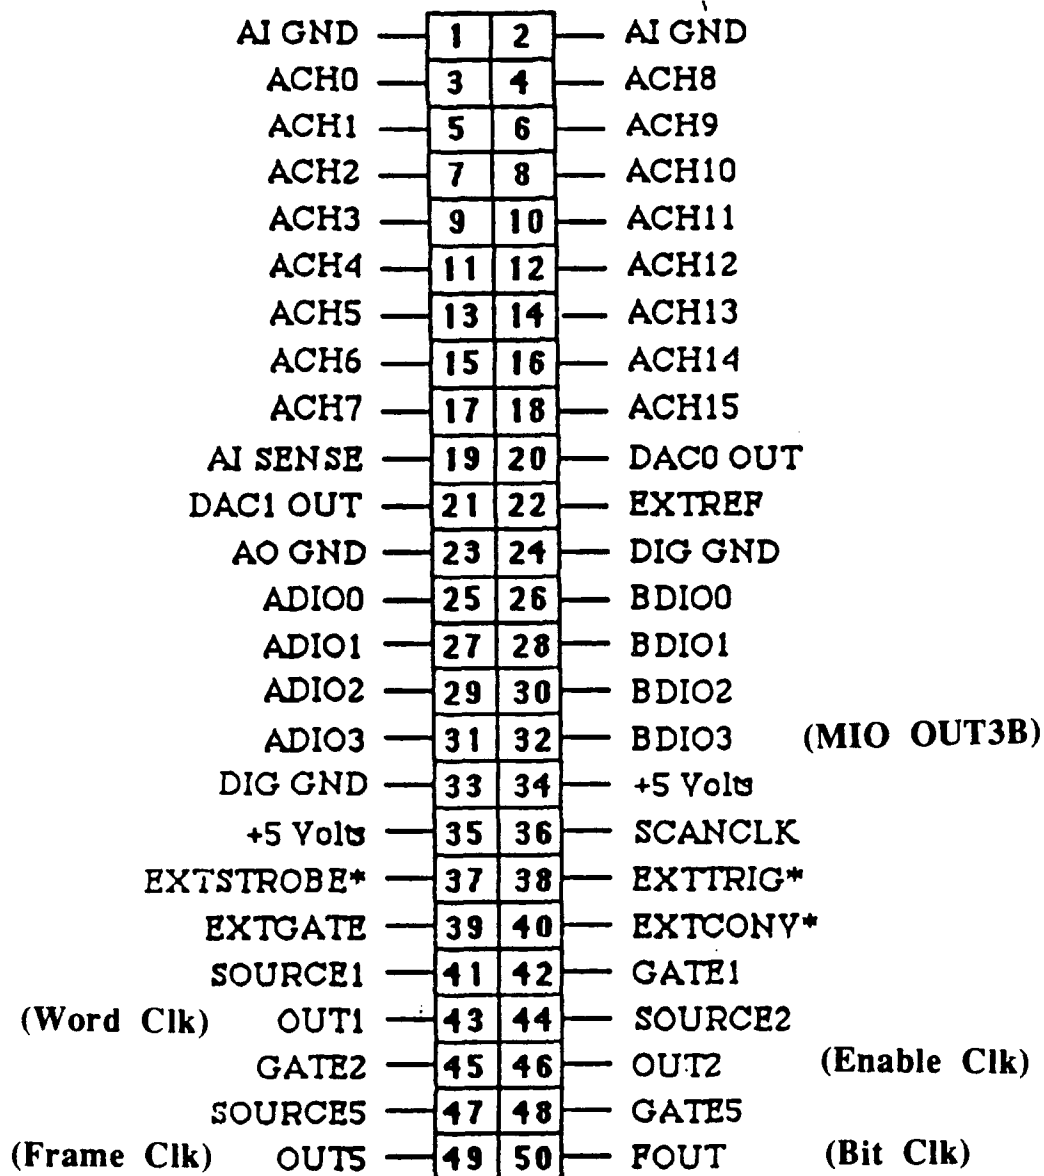 AI GND 1 2 AI GND
ACH0 3 4 ACH8
ACH1 5 6 ACH9
ACH2 7 8 ACH10
ACH3 9 10 ACH11
ACH4 11 12 ACH12
ACH5 13 14 ACH13
ACH6 15 16 ACH14
ACH7 17 18 ACH15
AI SENSE 19 20 DAC0 OUT
DAC1 OUT 21 22 EXTREF
AO GND 23 24 DIG GND
ADIO0 25 26 BDIO0
ADIO1 27 28 BDIO1
ADIO2 29 30 BDIO2
ADIO3 31 32 BDIO3 (MIO OUT3B)
DIG GND 33 34 +5 Volts
+5 Volts 35 36 SCANCLK
EXTSTROBE* 37 38 EXTTRIG*
EXTGATE 39 40 EXTCONV*
SOURCE1 41 42 GATE1
(Word Clk) OUT1 43 44 SOURCE2
GATE2 45 46 OUT2 (Enable Clk)
SOURCE5 47 48 GATE5
(Frame Clk) OUT5 49 50 FOUT (Bit Clk)